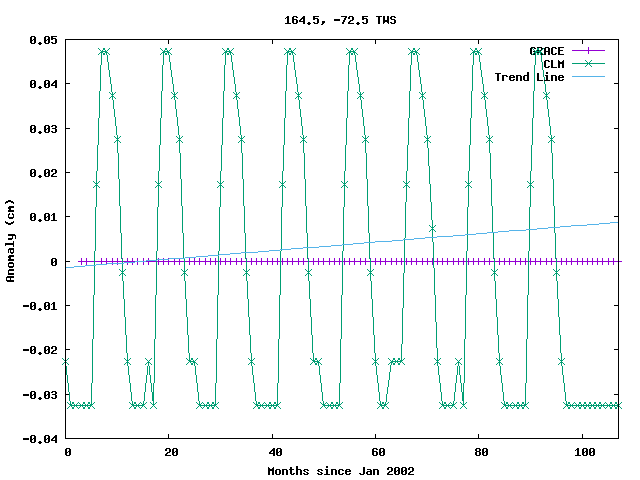 164.5, -72.5 TWS
GRACE
CLM
Trend Line
0.05
0.04
0.03
0.02
0.01
0
-0.01
-0.02
-0.03
-0.04
Anomaly (cm)
0 20 40 60 80 100
Months since Jan 2002